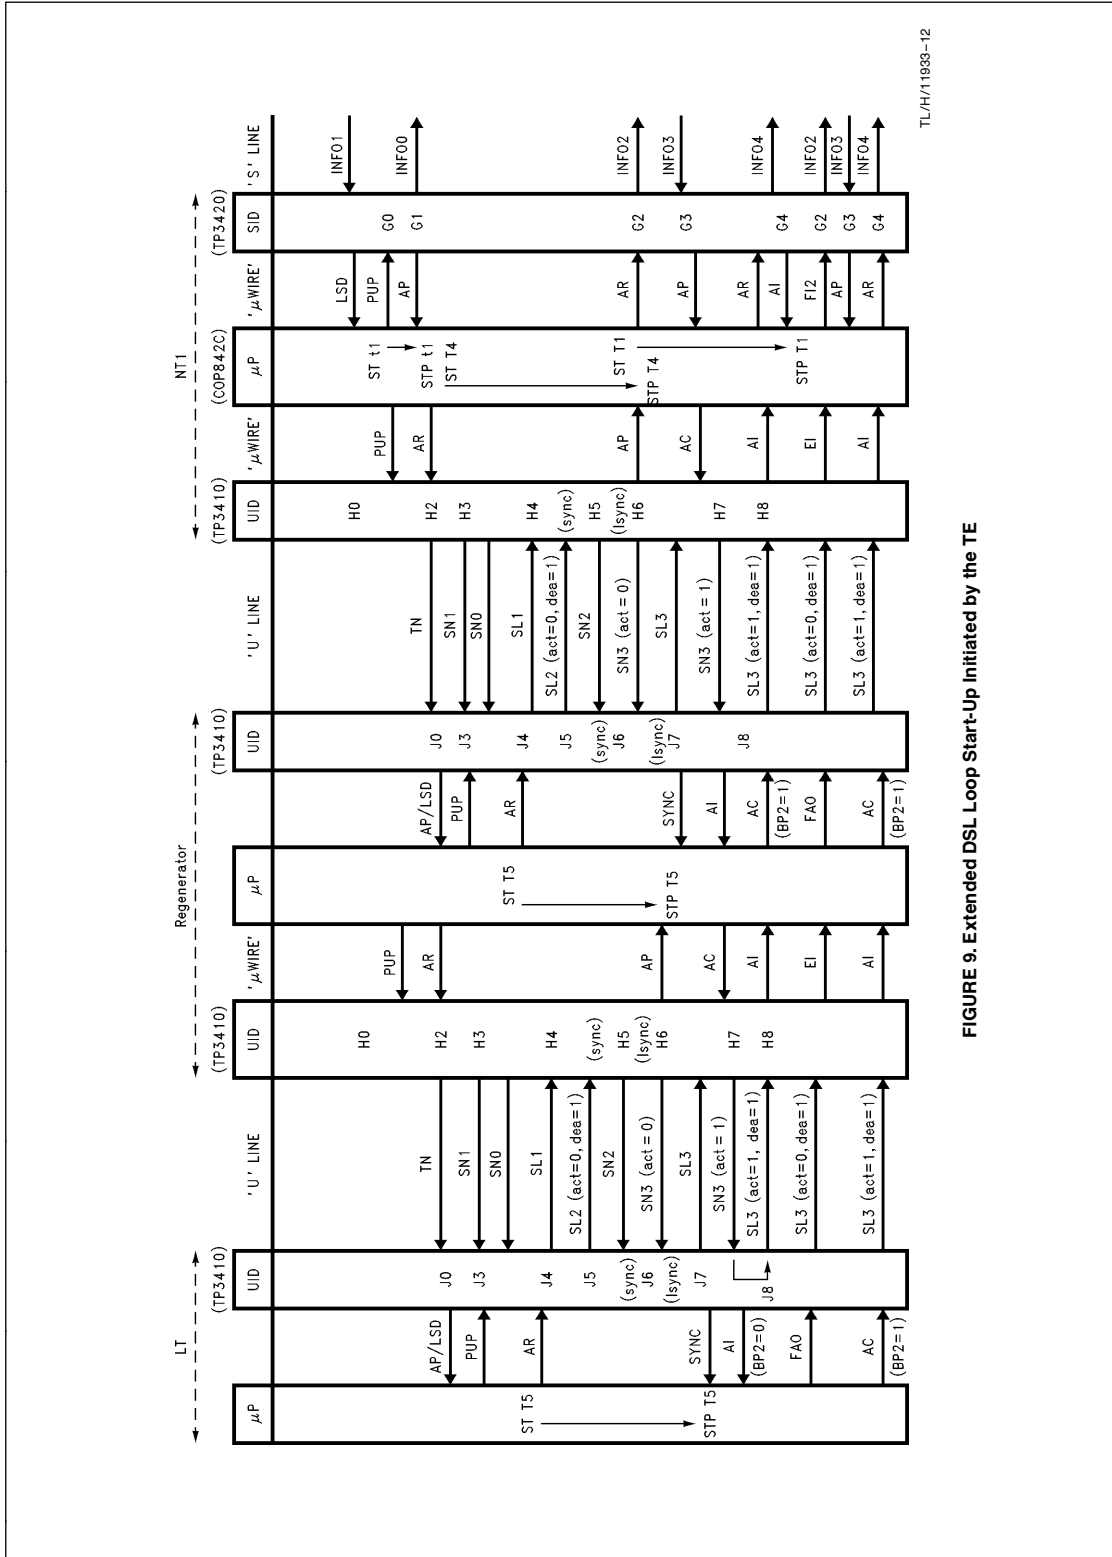 LT
Regenerator
NT1
(TP3410)
(TP3410)
(TP3410)
(TP3410)
(COP842C)
(TP3420)
μP
UID
'U' LINE
UID
'μWIRE'
μP
UID
'U' LINE
UID
'μWIRE'
μP
'μWIRE'
SID
'S' LINE
ST T5
STP T5
AP/LSD
PUP
AR
SYNC
AI
(BP2=0)
FA0
AC
(BP2=1)
J0
J3
J4
J5
(sync)
J6
(lsync)
J7
J8
TN
SN1
SN0
SL1
SL2 (act=0, dea=1)
SN2
SN3 (act = 0)
SL3
SN3 (act = 1)
SL3 (act=1, dea=1)
SL3 (act=0, dea=1)
SL3 (act=1, dea=1)
H0
H2
H3
H4
(sync)
H5
(lsync)
H6
H7
H8
PUP
AR
AP
AC
AI
EI
AI
ST T5
STP T5
AP/LSD
PUP
AR
SYNC
AI
AC
(BP2=1)
FA0
AC
(BP2=1)
J0
J3
J4
J5
(sync)
J6
(lsync)
J7
J8
TN
SN1
SN0
SL1
SL2 (act=0, dea=1)
SN2
SN3 (act = 0)
SL3
SN3 (act = 1)
SL3 (act=1, dea=1)
SL3 (act=0, dea=1)
SL3 (act=1, dea=1)
H0
H2
H3
H4
(sync)
H5
(lsync)
H6
H7
H8
PUP
AR
AP
AC
AI
EI
AI
ST t1
STP t1
ST T4
ST T1
STP T4
STP T1
LSD
PUP
AP
AR
AP
AR
AI
FI2
AP
AR
G0
G1
G2
G3
G4
G2
G3
G4
INFO1
INFO0
INFO2
INFO3
INFO4
INFO2
INFO3
INFO4
TL/H/11933–12
FIGURE 9. Extended DSL Loop Start-Up Initiated by the TE